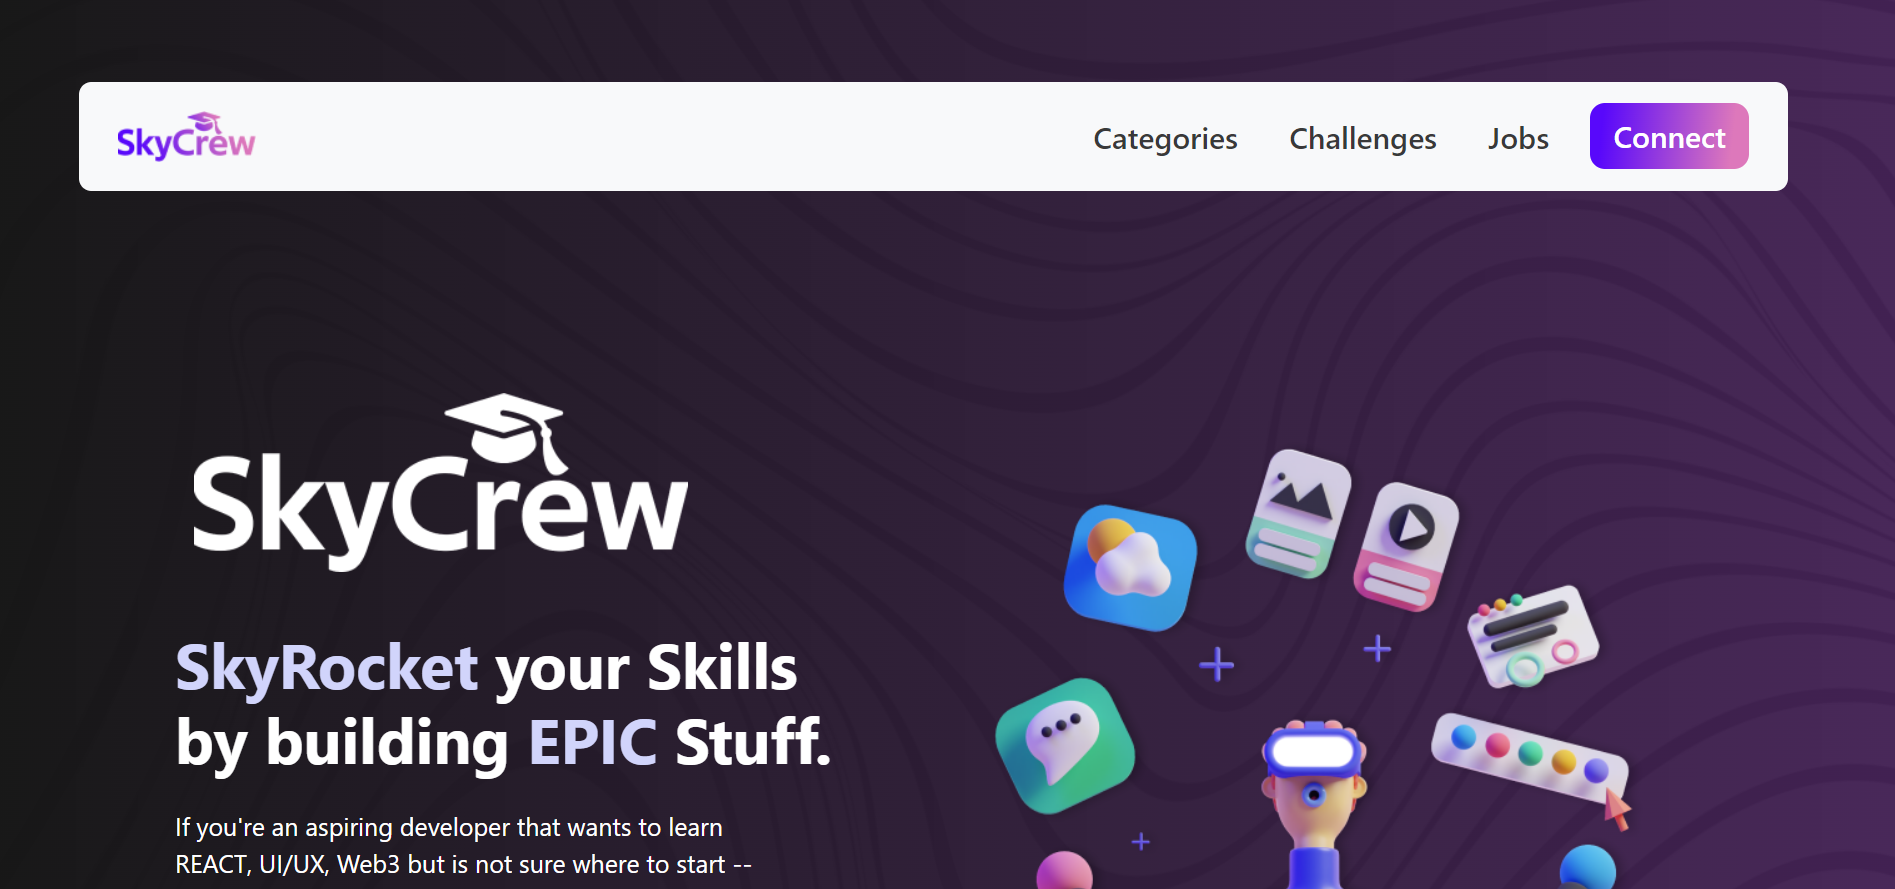 SkyCrew
Categories
Challenges
Jobs
Connect
SkyCrew
SkyRocket your Skills
by building EPIC Stuff.
If you're an aspiring developer that wants to learn
REACT, UI/UX, Web3 but is not sure where to start --